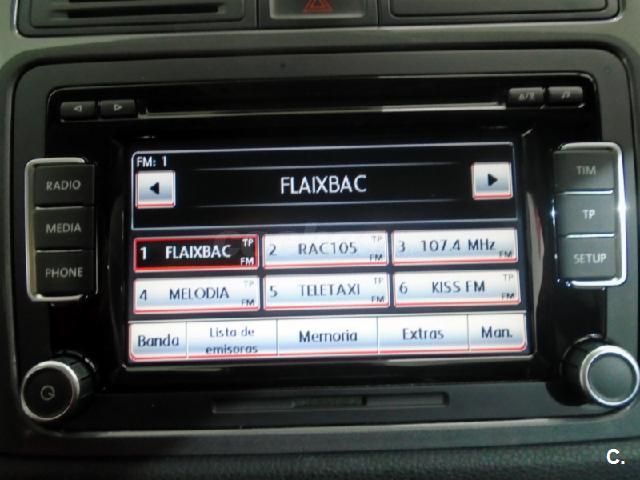 FM: 1
FLAIXBAC
RADIO
MEDIA
PHONE
TIM
TP
SETUP
1 FLAIXBAC TP FM
2 RAC105 TP FM
3 107.4 MHz TP FM
4 MELODIA TP FM
5 TELETAXI FM
6 KISS FM FM
Banda
Lista de
emisoras
Memoria
Extras
Man.
C.